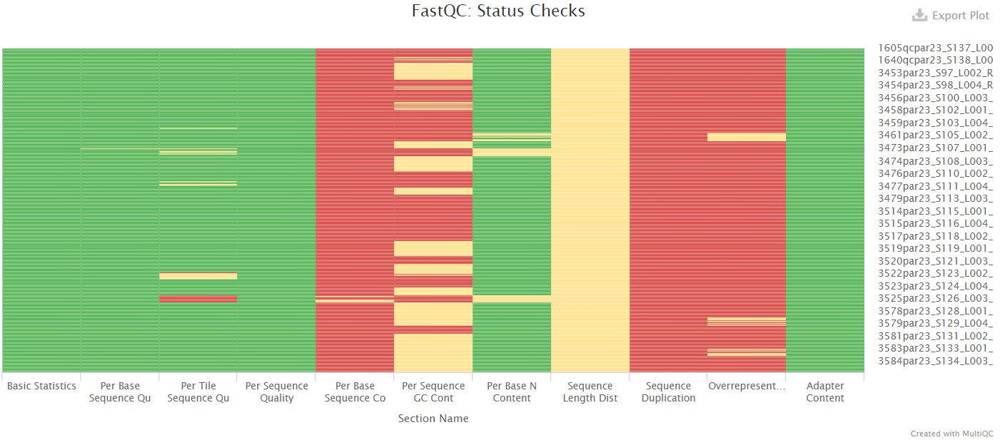 FastQC: Status Checks
Export Plot
1605qcpar23_S137_L00
1640qcpar23_S138_L00
3453par23_S97_L002_R
3454par23_S98_L004_R
3456par23_S100_L003_
3458par23_S102_L001_
3459par23_S103_L004_
3461par23_S105_L002_
3473par23_S107_L001_
3474par23_S108_L003_
3476par23_S110_L002_
3477par23_S111_L004_
3479par23_S113_L003_
3514par23_S115_L001_
3515par23_S116_L004_
3517par23_S118_L002_
3519par23_S119_L001_
3520par23_S121_L003_
3522par23_S123_L002_
3523par23_S124_L004_
3525par23_S126_L003_
3578par23_S128_L001_
3579par23_S129_L004_
3581par23_S131_L002_
3583par23_S133_L001_
3584par23_S134_L003_
Basic Statistics
Per Base
Sequence Qu
Per Tile
Sequence Qu
Per Sequence
Quality
Per Base
Sequence Co
Per Sequence
GC Cont
Per Base N
Content
Sequence
Length Dist
Sequence
Duplication
Overrepresent...
Adapter
Content
Section Name
Created with MultiQC